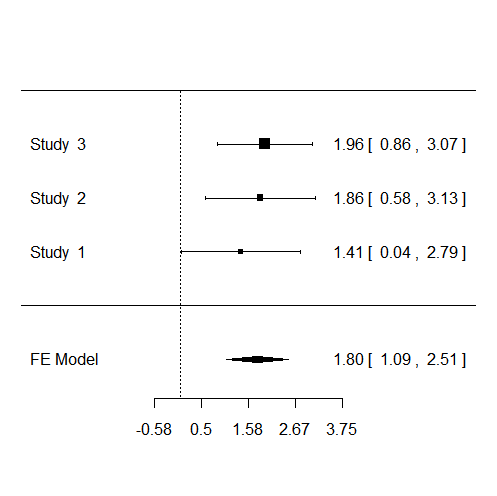 Study 3 1.96 [ 0.86 , 3.07 ]
Study 2 1.86 [ 0.58 , 3.13 ]
Study 1 1.41 [ 0.04 , 2.79 ]
FE Model 1.80 [ 1.09 , 2.51 ]
-0.58 0.5 1.58 2.67 3.75